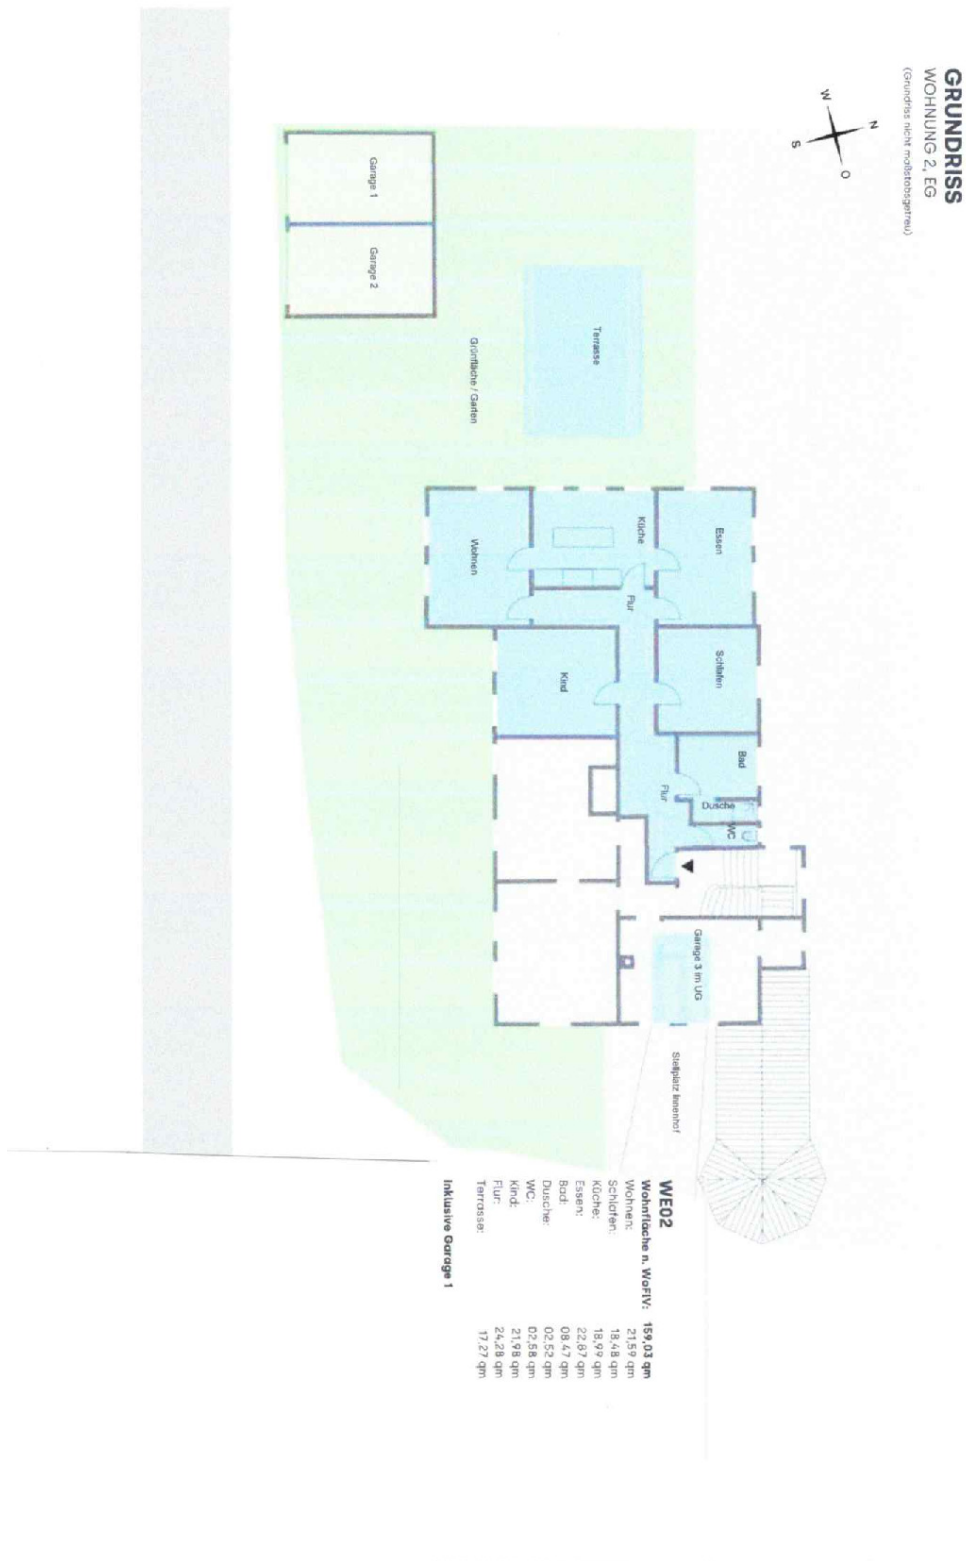 GRUNDRISS
WOHNUNG 2, EG
(Grundriss nicht maßstabsgetreu)
N
W
O
S
Garage 1
Garage 2
Terrasse
Grünfläche / Garten
Essen
Küche
Wohnen
Flur
Schlafen
Kind
Bad
Flur
Dusche
WC
Garage 3 im UG
Stellplatz Innenhof
WE02
Wohnfläche n. WoFlV: 159,03 qm
Wohnen: 21,59 qm
Schlafen: 18,48 qm
Küche: 18,99 qm
Essen: 22,87 qm
Bad: 08,47 qm
Dusche: 02,52 qm
WC: 02,58 qm
Kind: 21,98 qm
Flur: 24,28 qm
Terrasse: 17,27 qm
Inklusive Garage 1